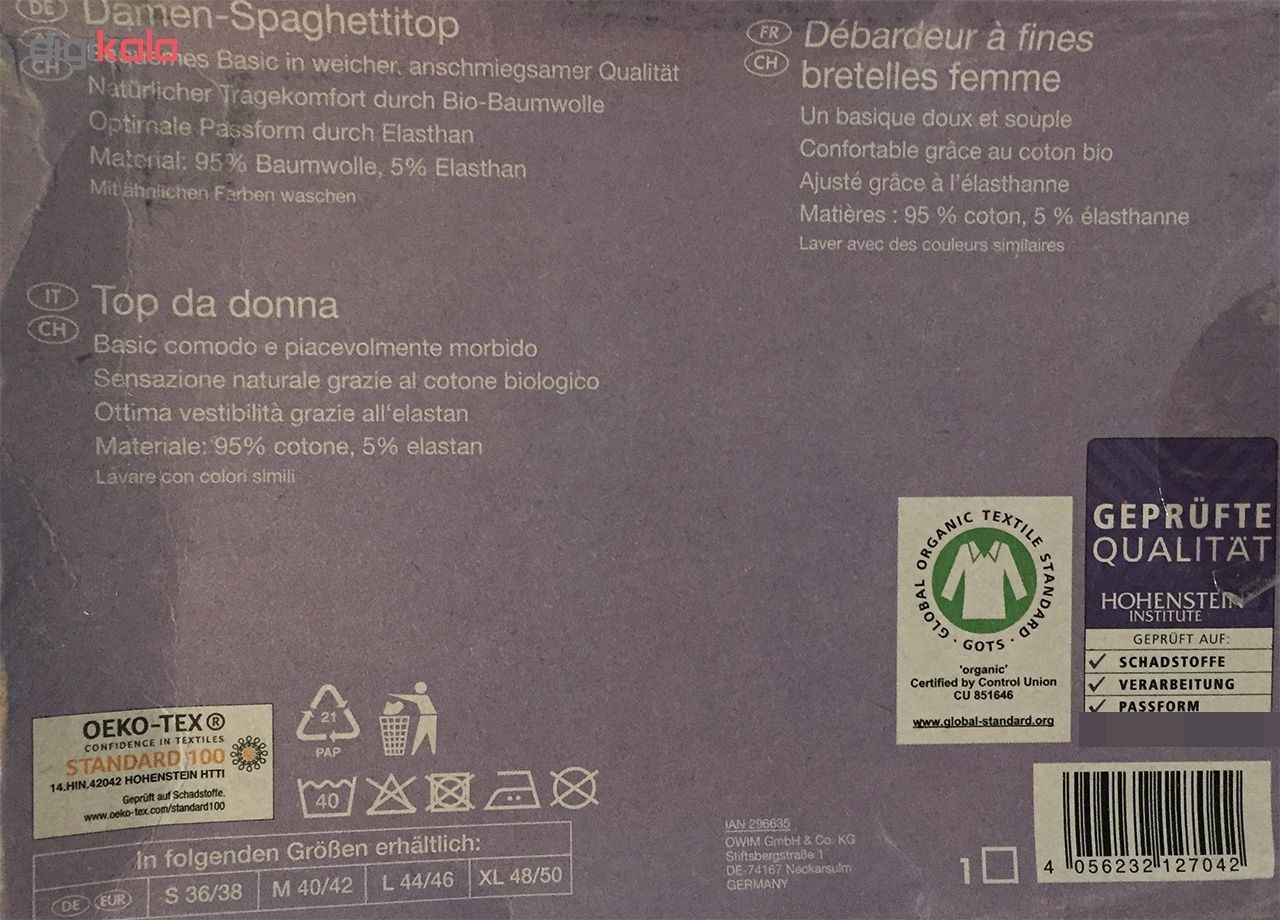 DE
Damen-Spaghettitop
digikala
CH
Basic in weicher, anschmiegsamer Qualität
Natürlicher Tragekomfort durch Bio-Baumwolle
Optimale Passform durch Elasthan
Material: 95% Baumwolle, 5% Elasthan
Mit ähnlichen Farben waschen
FR
CH
Débardeur à fines
bretelles femme
Un basique doux et souple
Confortable grâce au coton bio
Ajusté grâce à l'élasthanne
Matières : 95 % coton, 5 % élasthanne
Laver avec des couleurs similaires
IT
CH
Top da donna
Basic comodo e piacevolmente morbido
Sensazione naturale grazie al cotone biologico
Ottima vestibilità grazie all‘elastan
Materiale: 95% cotone, 5% elastan
Lavare con colori simili
GLOBAL ORGANIC TEXTILE STANDARD · GOTS ·
'organic'
Certified by Control Union
CU 851646
www.global-standard.org
GEPRÜFTE
QUALITÄT
HOHENSTEIN
INSTITUTE
GEPRÜFT AUF:
SCHADSTOFFE
VERARBEITUNG
PASSFORM
OEKO-TEX®
CONFIDENCE IN TEXTILES
STANDARD 100
14.HIN.42042 HOHENSTEIN HTTI
Geprüft auf Schadstoffe.
www.oeko-tex.com/standard100
21
PAP
40
In folgenden Größen erhältlich:
DE EUR S 36/38 M 40/42 L 44/46 XL 48/50
IAN 296635
OWIM GmbH & Co. KG
Stiftsbergstraße 1
DE-74167 Neckarsulm
GERMANY
1
4 056232 127042